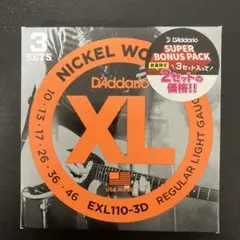 3
SETS
NICKEL WO
D'Addario
10-13-17-26-36-46
XL
REGULAR LIGHT GAUG
EXL110-3D
D'Addario
SUPER
BONUS PACK
3セット入って!
2セットの
価格!!